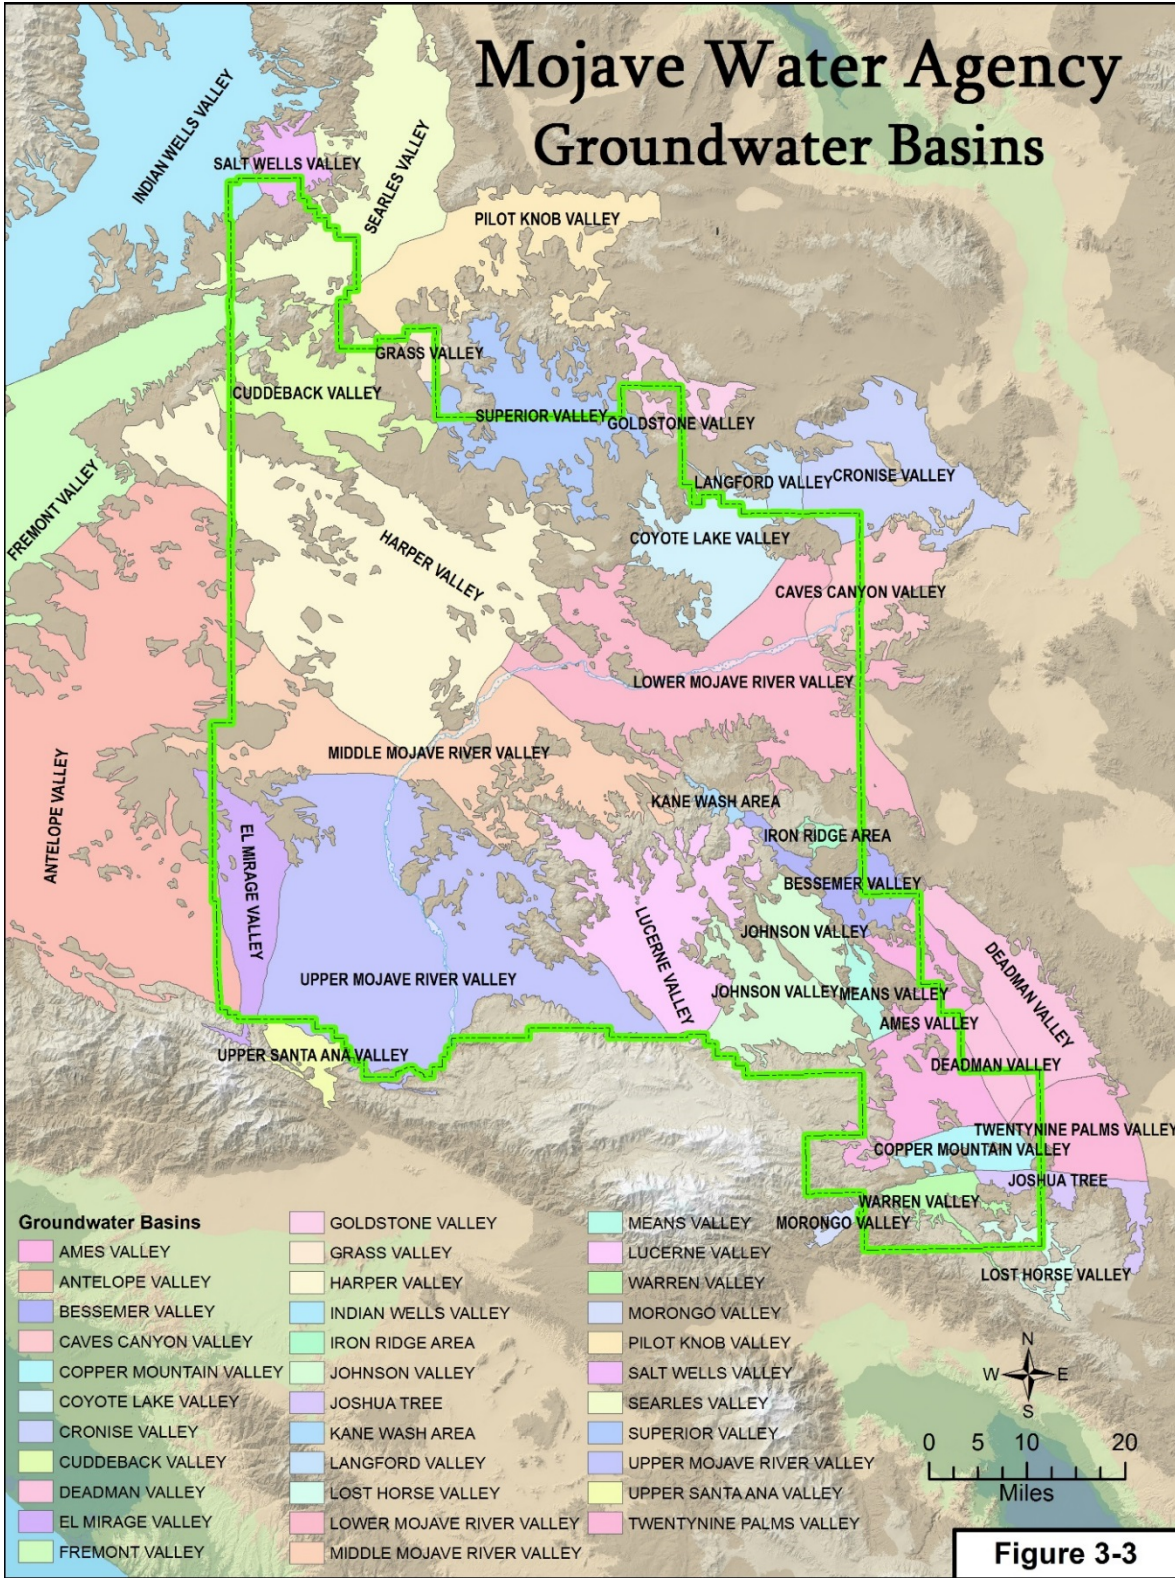 Mojave Water Agency
Groundwater Basins
INDIAN WELLS VALLEY
SALT WELLS VALLEY
SEARLES VALLEY
PILOT KNOB VALLEY
GRASS VALLEY
CUDDEBACK VALLEY
SUPERIOR VALLEY
GOLDSTONE VALLEY
FREMONT VALLEY
LANGFORD VALLEY
CRONISE VALLEY
HARPER VALLEY
COYOTE LAKE VALLEY
CAVES CANYON VALLEY
LOWER MOJAVE RIVER VALLEY
MIDDLE MOJAVE RIVER VALLEY
ANTELOPE VALLEY
KANE WASH AREA
IRON RIDGE AREA
EL MIRAGE VALLEY
BESSEMER VALLEY
LUCERNE VALLEY
JOHNSON VALLEY
UPPER MOJAVE RIVER VALLEY
JOHNSON VALLEY
MEANS VALLEY
DEADMAN VALLEY
AMES VALLEY
UPPER SANTA ANA VALLEY
DEADMAN VALLEY
TWENTYNINE PALMS VALLEY
COPPER MOUNTAIN VALLEY
JOSHUA TREE
WARREN VALLEY
MORONGO VALLEY
LOST HORSE VALLEY
Groundwater Basins
AMES VALLEY
ANTELOPE VALLEY
BESSEMER VALLEY
CAVES CANYON VALLEY
COPPER MOUNTAIN VALLEY
COYOTE LAKE VALLEY
CRONISE VALLEY
CUDDEBACK VALLEY
DEADMAN VALLEY
EL MIRAGE VALLEY
FREMONT VALLEY
GOLDSTONE VALLEY
GRASS VALLEY
HARPER VALLEY
INDIAN WELLS VALLEY
IRON RIDGE AREA
JOHNSON VALLEY
JOSHUA TREE
KANE WASH AREA
LANGFORD VALLEY
LOST HORSE VALLEY
LOWER MOJAVE RIVER VALLEY
MIDDLE MOJAVE RIVER VALLEY
MEANS VALLEY
LUCERNE VALLEY
WARREN VALLEY
MORONGO VALLEY
PILOT KNOB VALLEY
SALT WELLS VALLEY
SEARLES VALLEY
SUPERIOR VALLEY
UPPER MOJAVE RIVER VALLEY
UPPER SANTA ANA VALLEY
TWENTYNINE PALMS VALLEY
N
W E
S
0 5 10 20
Miles
Figure 3-3